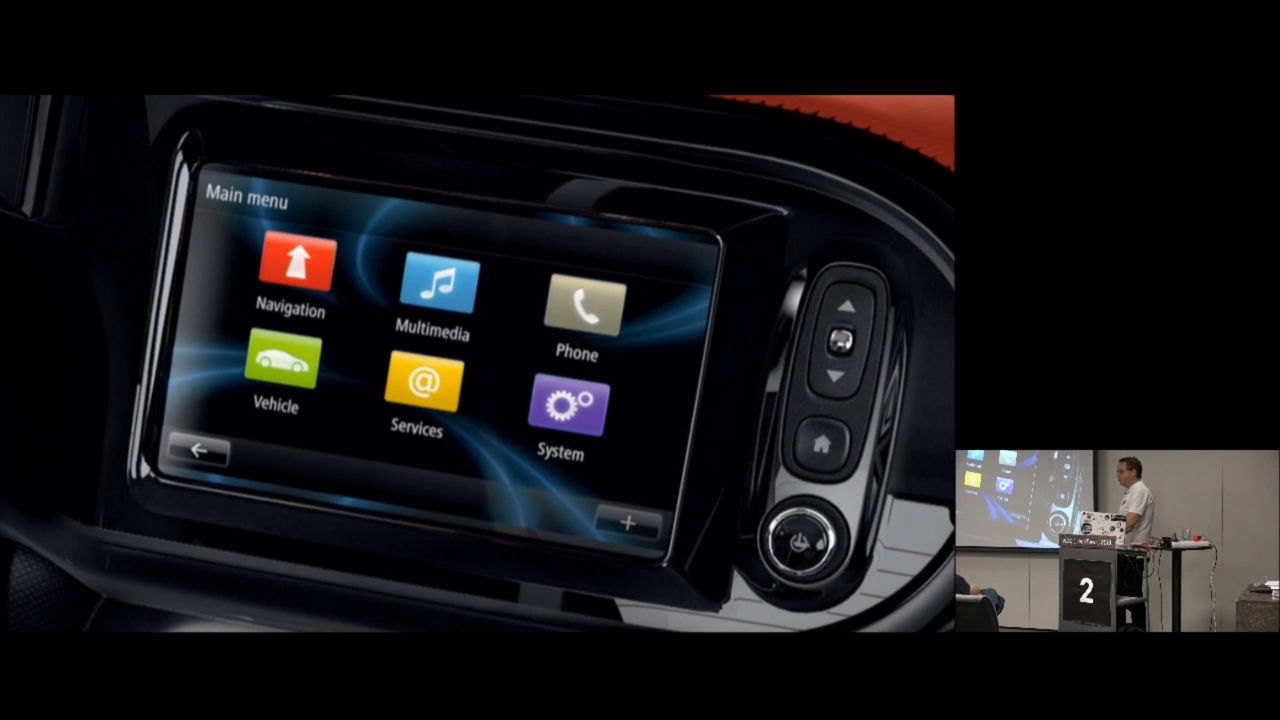 Main menu
Navigation
Multimedia
Phone
Vehicle
@
Services
System
2